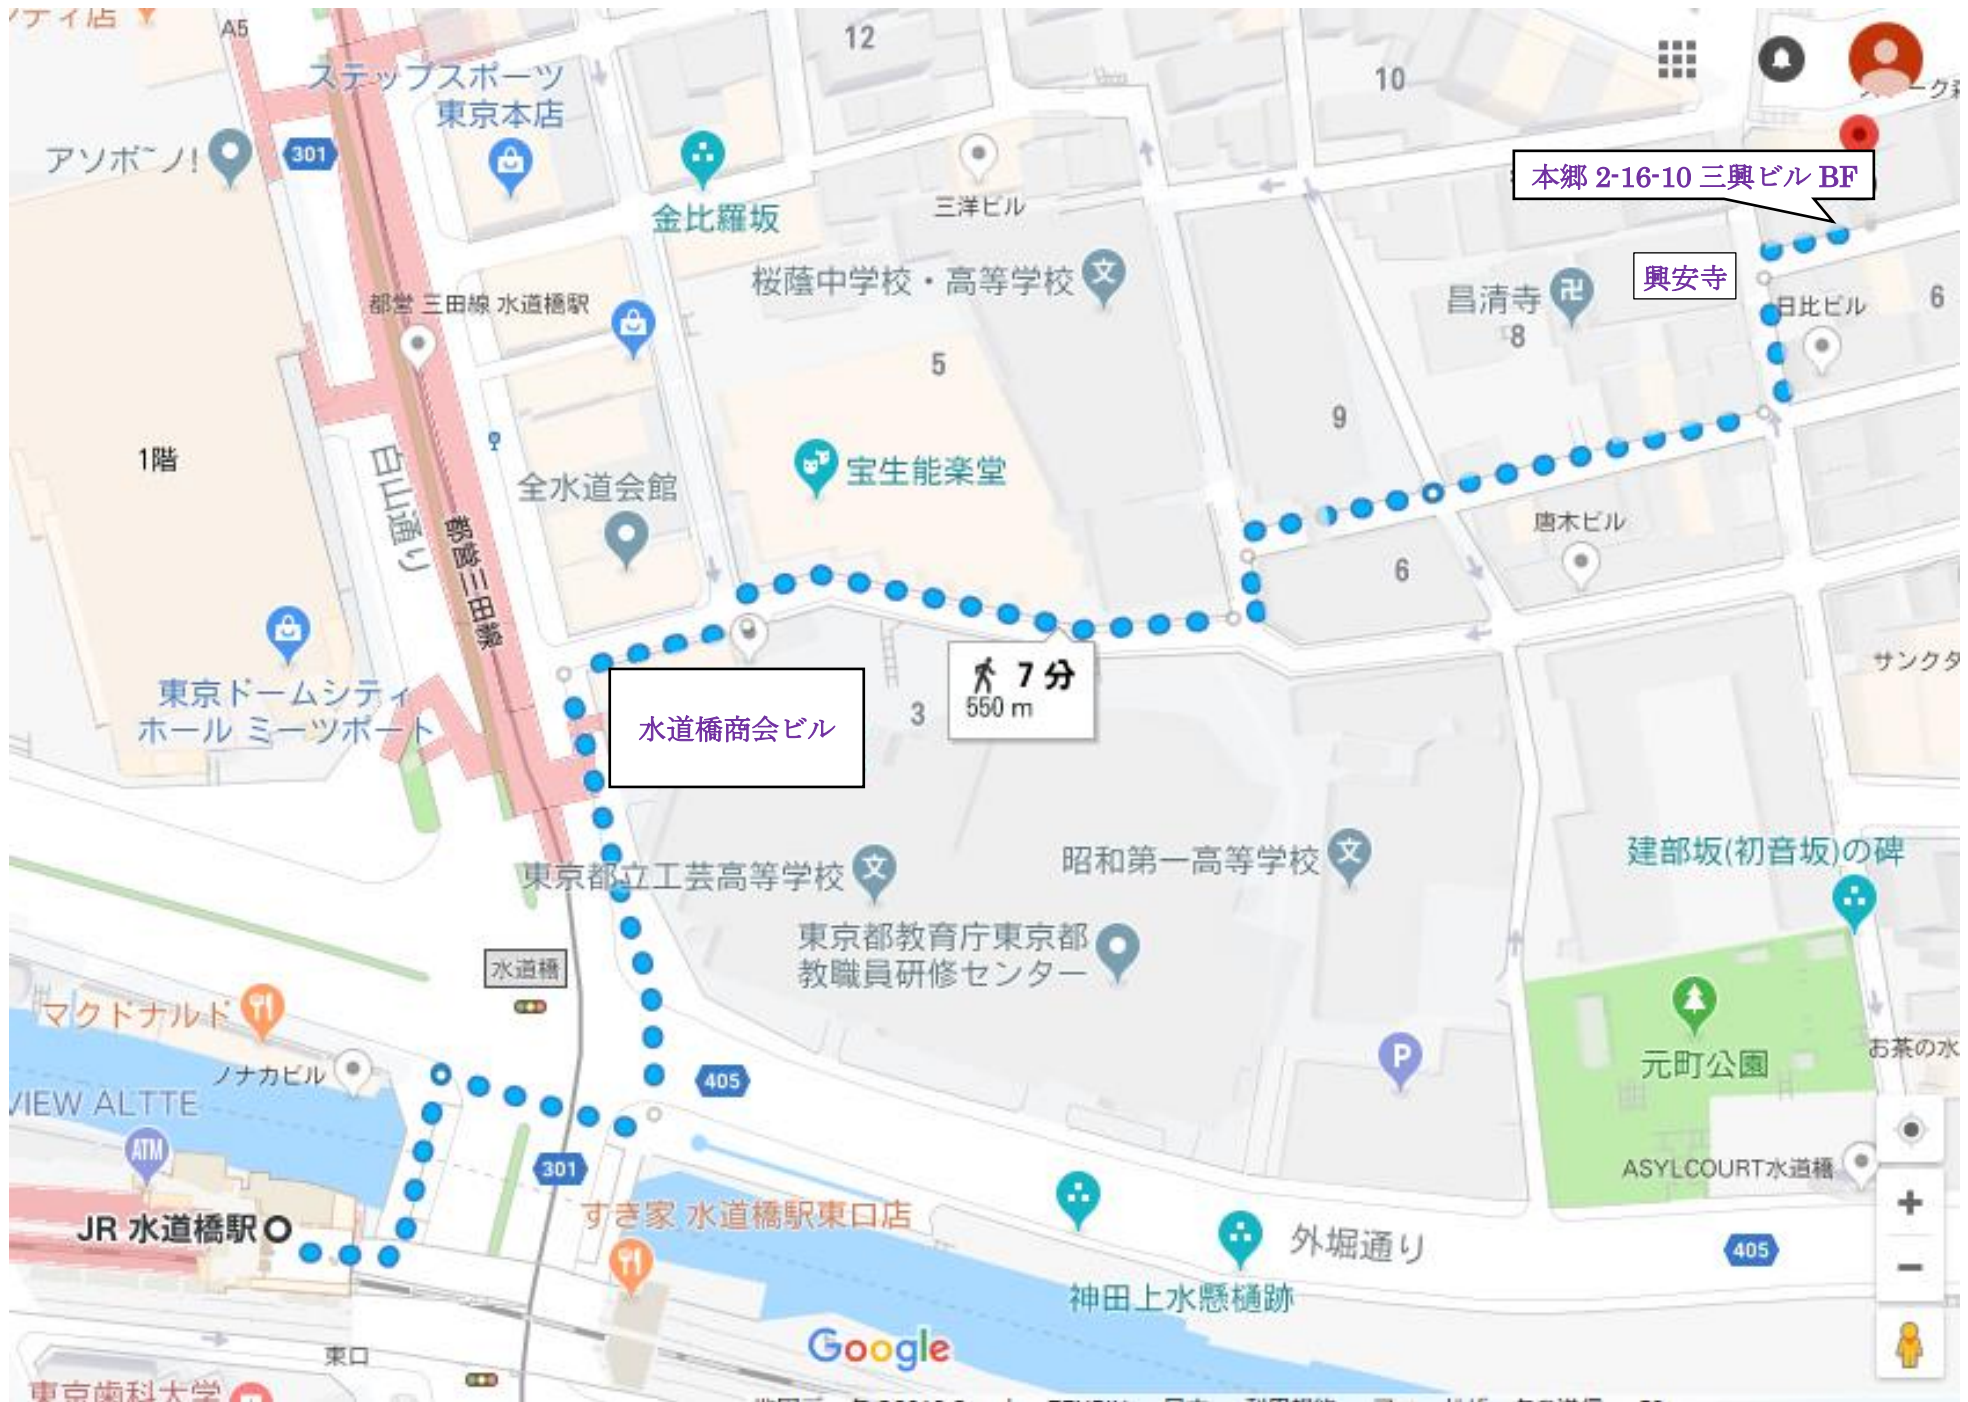 ティ店
A5
12
ステップスポーツ
東京本店
10
アソボ~ノ!
301
金比羅坂
三洋ビル
本郷 2-16-10 三興ビル BF
都営 三田線 水道橋駅
桜蔭中学校・高等学校
昌清寺
8
興安寺
日比ビル
6
5
9
1階
白山通り
都営三田線
全水道会館
宝生能楽堂
唐木ビル
6
東京ドームシティ
ホール ミーツポート
水道橋商会ビル
7 分
550 m
3
サンクタ
東京都立工芸高等学校
昭和第一高等学校
建部坂(初音坂)の碑
東京都教育庁東京都
教職員研修センター
水道橋
マクドナルド
ノナカビル
405
P
元町公園
お茶の水
VIEW ALTTE
ATM
301
ASYLCOURT水道橋
JR 水道橋駅
すき家 水道橋駅東口店
外堀通り
405
神田上水懸樋跡
東口
Google
東京歯科大学